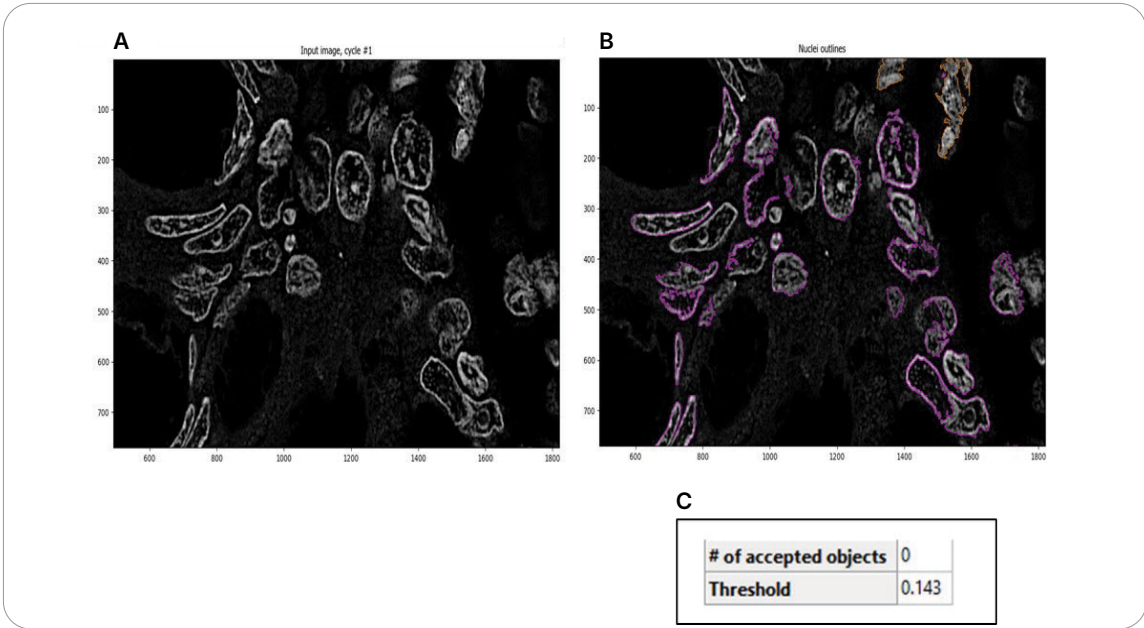 A
Input image, cycle #1
100
200
300
400
500
600
700
600 800 1000 1200 1400 1600 1800
B
Nuclei outlines
100
200
300
400
500
600
700
600 800 1000 1200 1400 1600 1800
C
# of accepted objects 0
Threshold 0.143